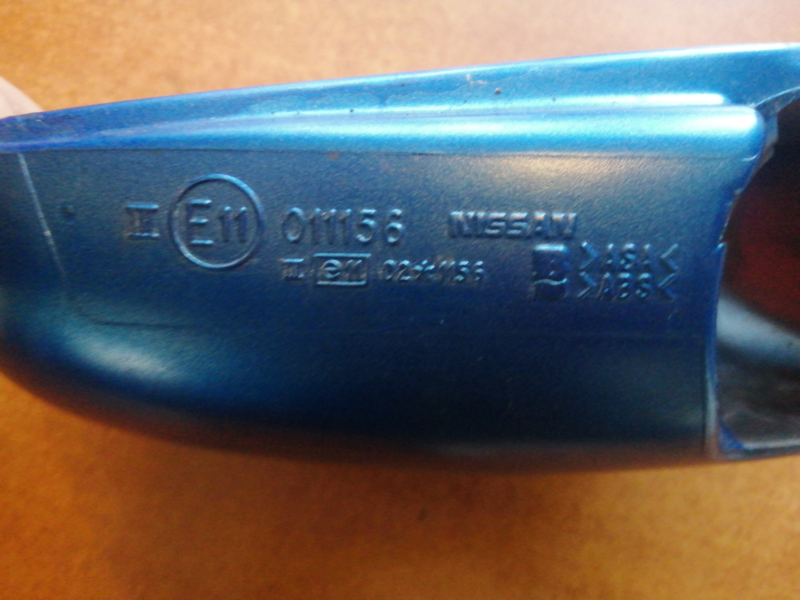 III E11 011156 NISSAN
III e11 02*1156
>ASA<
>ABS<